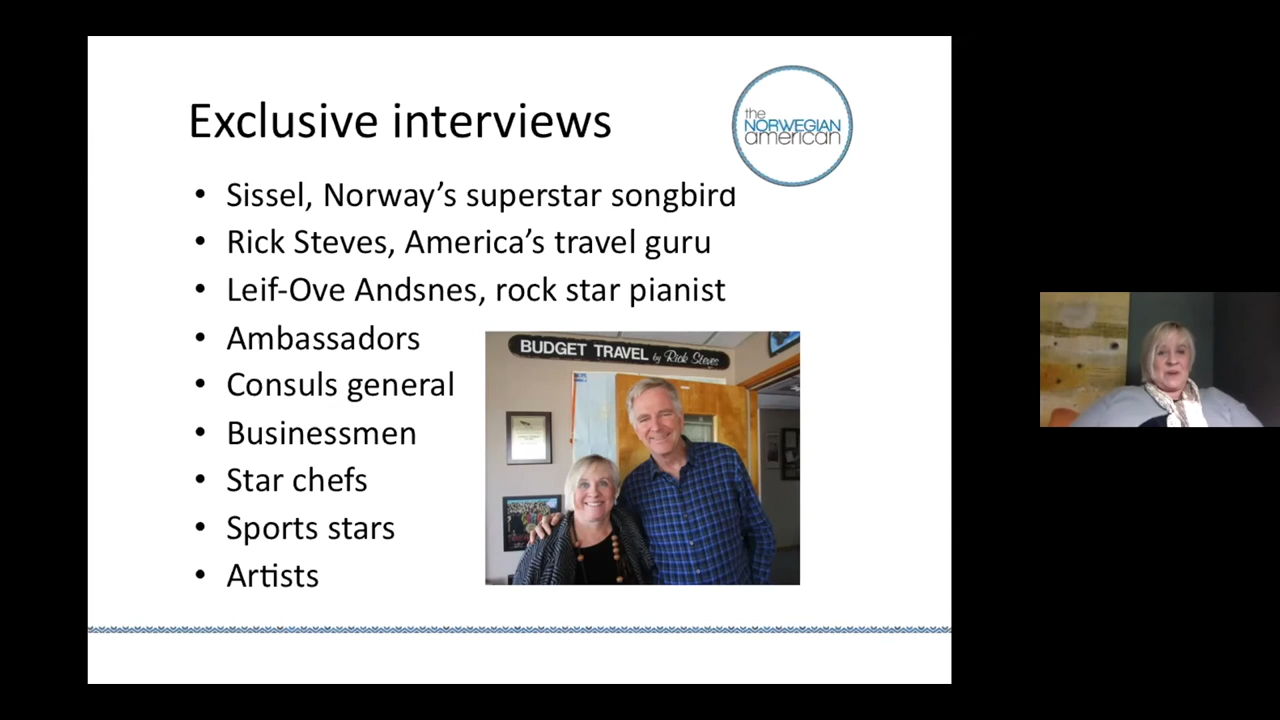 Exclusive interviews
the
NORWEGIAN
american
• Sissel, Norway’s superstar songbird
• Rick Steves, America’s travel guru
• Leif-Ove Andsnes, rock star pianist
• Ambassadors
• Consuls general
• Businessmen
• Star chefs
• Sports stars
• Artists
BUDGET TRAVEL by Rick Steves